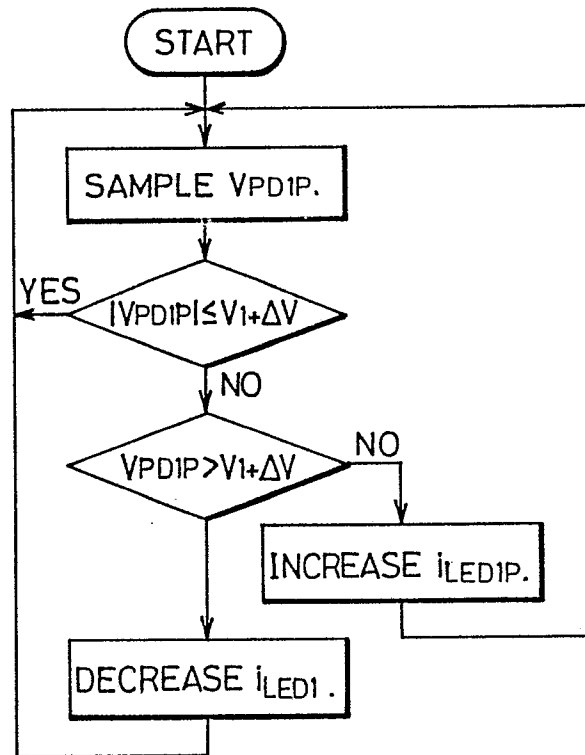 START
SAMPLE VPD1P.
YES
|VPD1P|≤V1+ΔV
NO
VPD1P>V1+ΔV
NO
INCREASE iLED1P.
DECREASE iLED1.